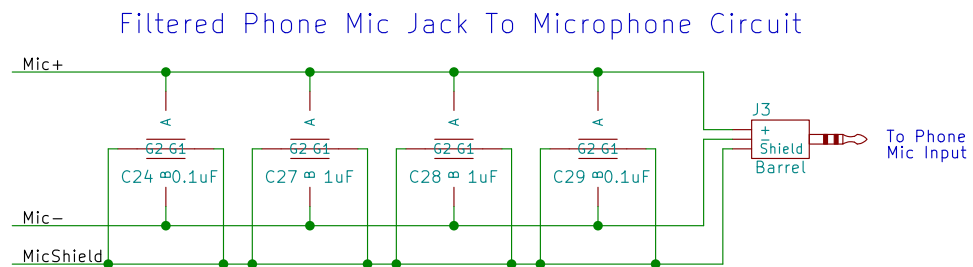 Filtered Phone Mic Jack To Microphone Circuit
Mic+
A
A
A
A
J3
+
−
Shield
Barrel
To Phone
Mic Input
G2 G1
G2 G1
G2 G1
G2 G1
C24 B 0.1uF
C27 B 1uF
C28 B 1uF
C29 B 0.1uF
Mic−
MicShield